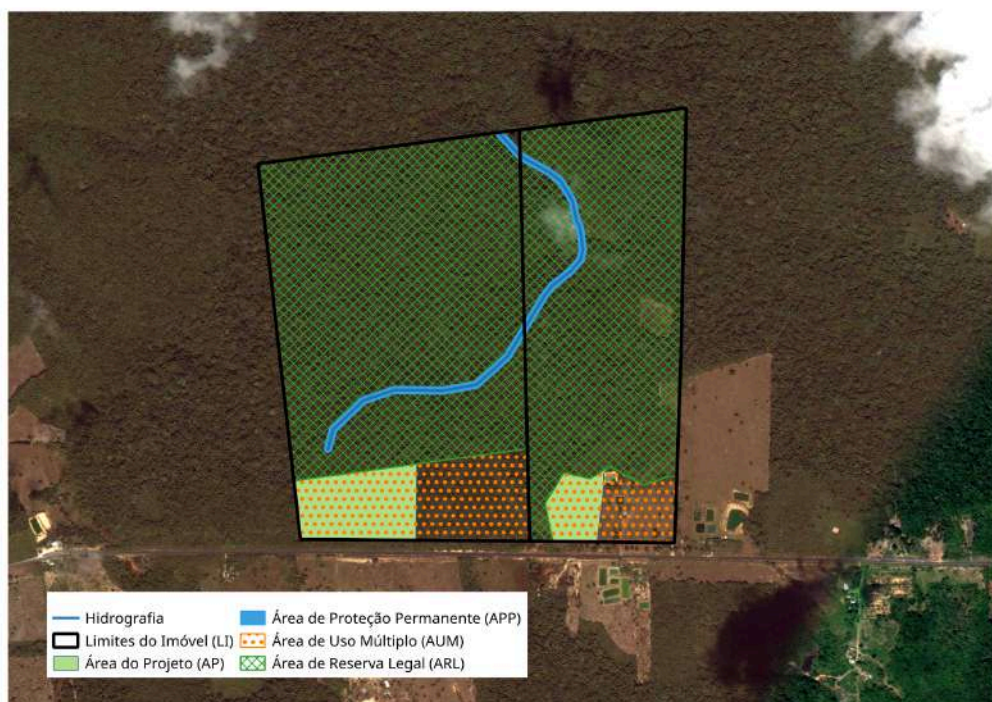 Hidrografia
Limites do Imóvel (LI)
Área do Projeto (AP)
Área de Proteção Permanente (APP)
Área de Uso Múltiplo (AUM)
Área de Reserva Legal (ARL)